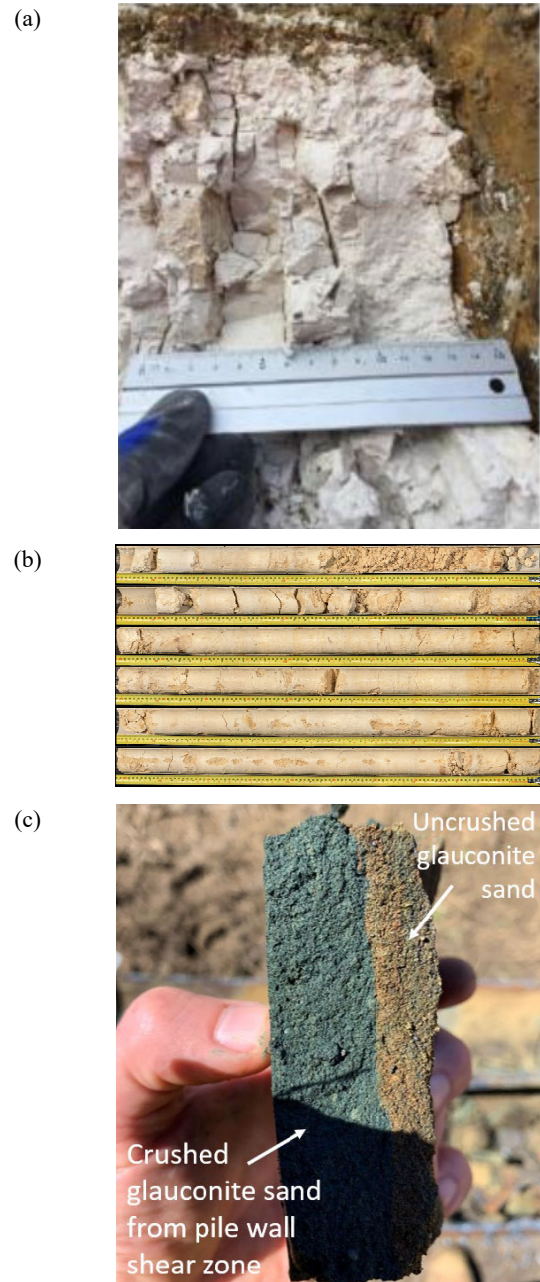 (a)
(b)
(c)
Uncrushed
glauconite
sand
Crushed
glauconite sand
from pile wall
shear zone